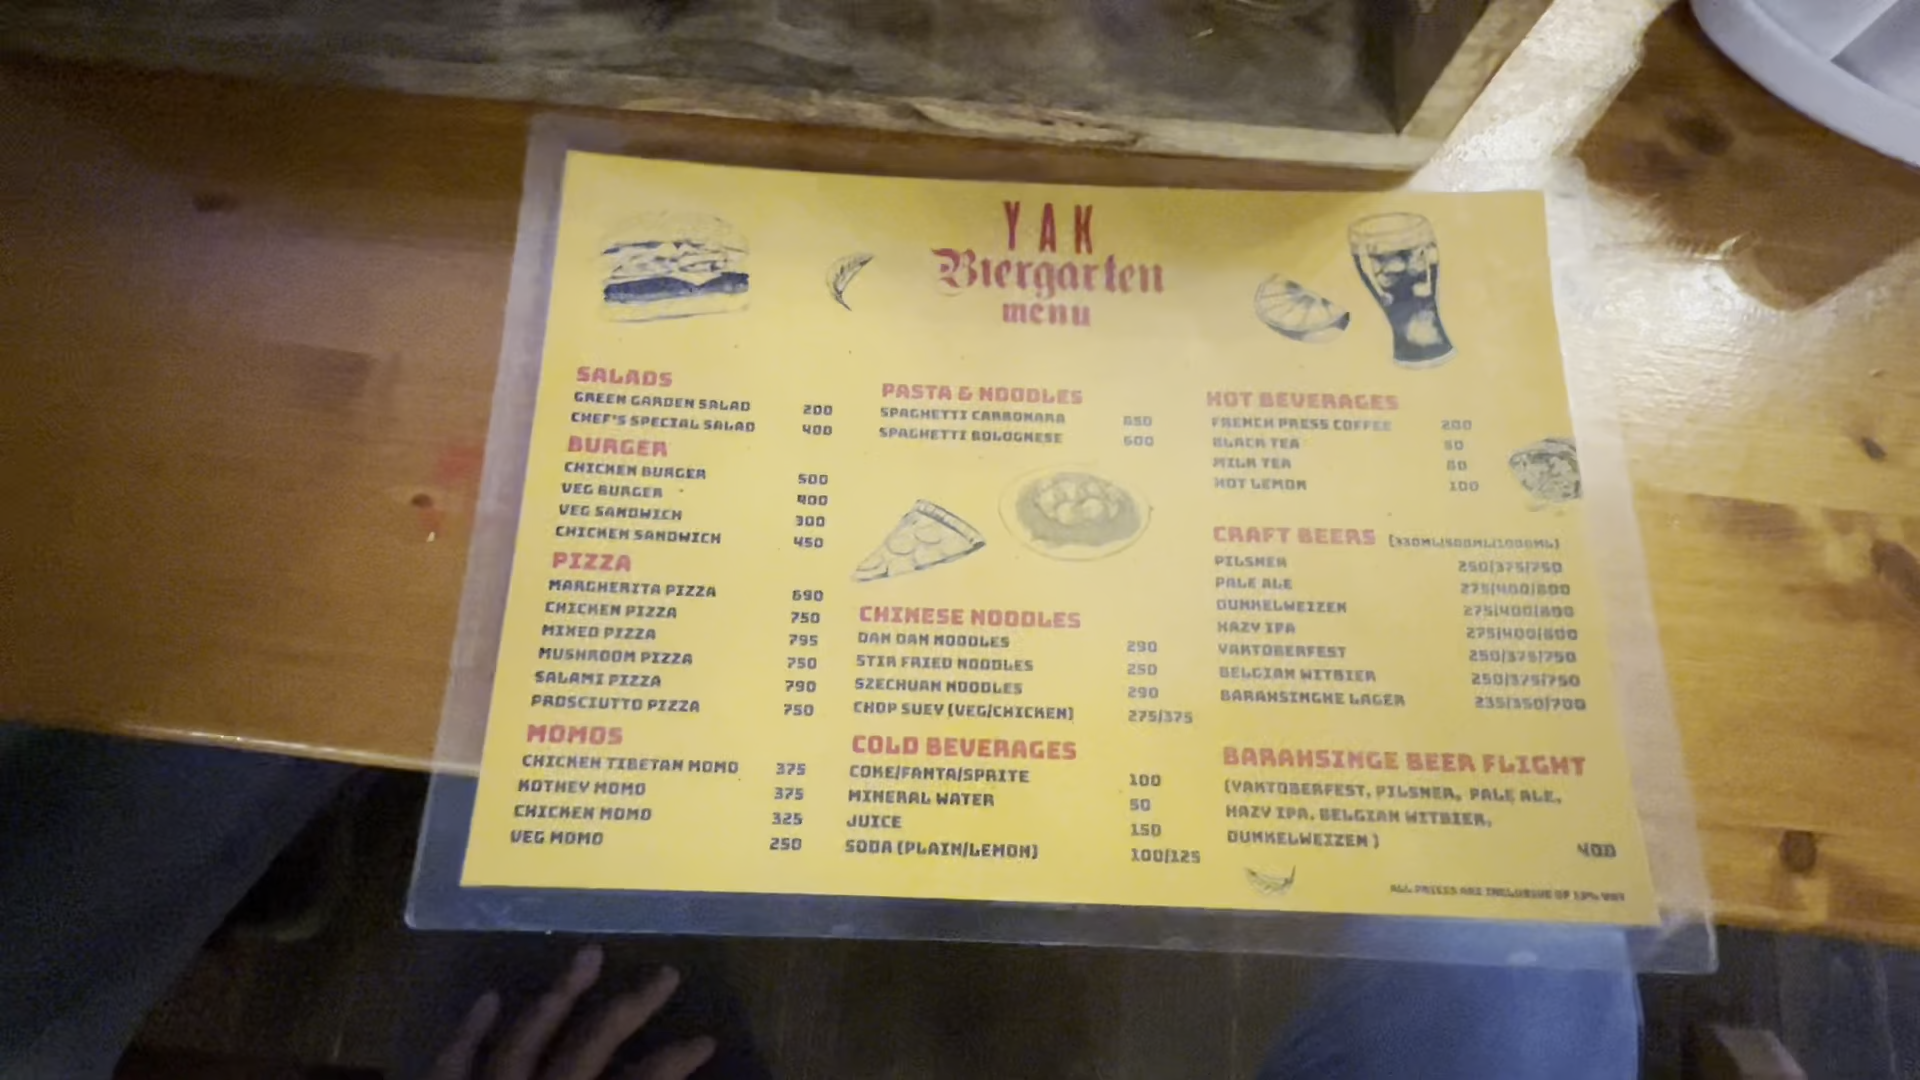 YAK
Biergarten
menu
SALADS
GREEN GARDEN SALAD 200
CHEF'S SPECIAL SALAD 400
BURGER
CHICKEN BURGER 500
VEG BURGER 400
VEG SANDWICH 300
CHICKEN SANDWICH 450
PIZZA
MARGHERITA PIZZA 690
CHICKEN PIZZA 750
MIXED PIZZA 795
MUSHROOM PIZZA 750
SALAMI PIZZA 790
PROSCIUTTO PIZZA 750
MOMOS
CHICKEN TIBETAN MOMO 375
KOTHEY MOMO 375
CHICKEN MOMO 325
VEG MOMO 250
PASTA & NOODLES
SPAGHETTI CARBONARA 650
SPAGHETTI BOLOGNESE 600
CHINESE NOODLES
DAN DAN NOODLES 290
STIR FRIED NOODLES 250
SZECHUAN NOODLES 290
CHOP SUEY (VEG/CHICKEN) 275/375
COLD BEVERAGES
COKE/FANTA/SPRITE 100
MINERAL WATER 50
JUICE 150
SODA (PLAIN/LEMON) 100/125
HOT BEVERAGES
FRENCH PRESS COFFEE 200
BLACK TEA
MILK TEA
HOT LEMON 100
CRAFT BEERS (330ML/500ML/1000ML)
PILSNER 250/375/750
PALE ALE 275/400/800
DUNKELWEIZEN 275/400/800
HAZY IPA 275/400/800
YAKTOBERFEST 250/375/750
BELGIAN WITBIER 250/375/750
BARAHSINGHE LAGER 235/350/700
BARAHSINGE BEER FLIGHT
(YAKTOBERFEST, PILSNER, PALE ALE,
HAZY IPA, BELGIAN WITBIER,
DUNKELWEIZEN )
400
ALL PRICES ARE INCLUSIVE OF 13% VAT